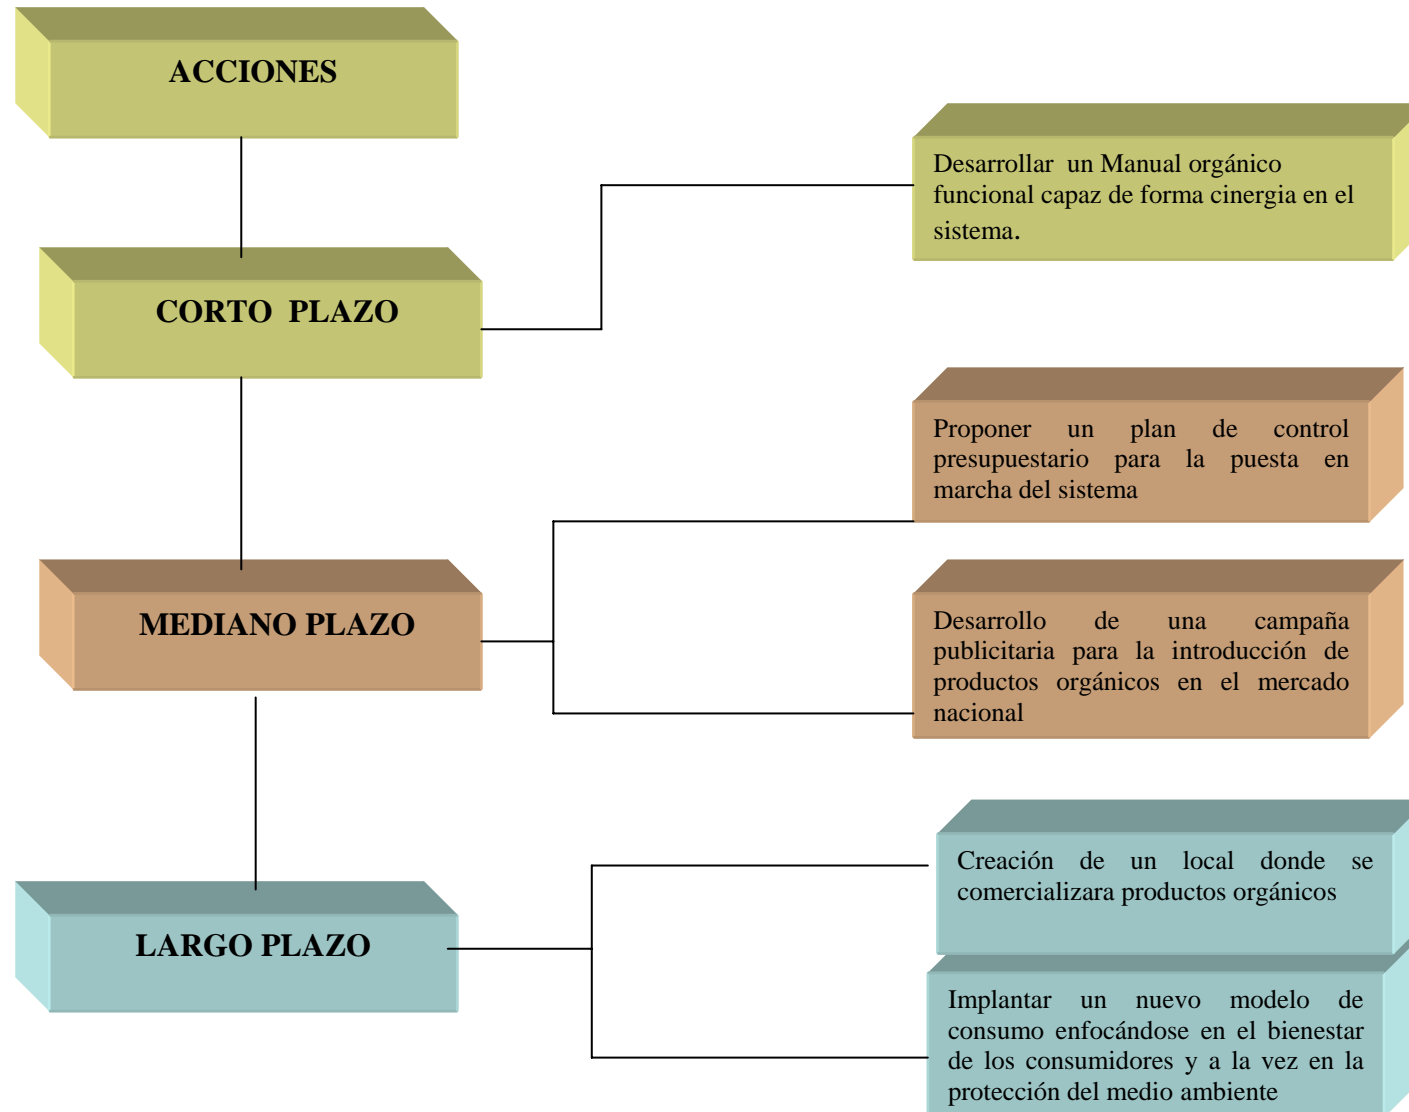 ACCIONES
Desarrollar un Manual orgánico
funcional capaz de forma cinergia en el
sistema.
CORTO PLAZO
Proponer un plan de control
presupuestario para la puesta en
marcha del sistema
MEDIANO PLAZO
Desarrollo de una campaña
publicitaria para la introducción de
productos orgánicos en el mercado
nacional
Creación de un local donde se
comercializara productos orgánicos
LARGO PLAZO
Implantar un nuevo modelo de
consumo enfocándose en el bienestar
de los consumidores y a la vez en la
protección del medio ambiente